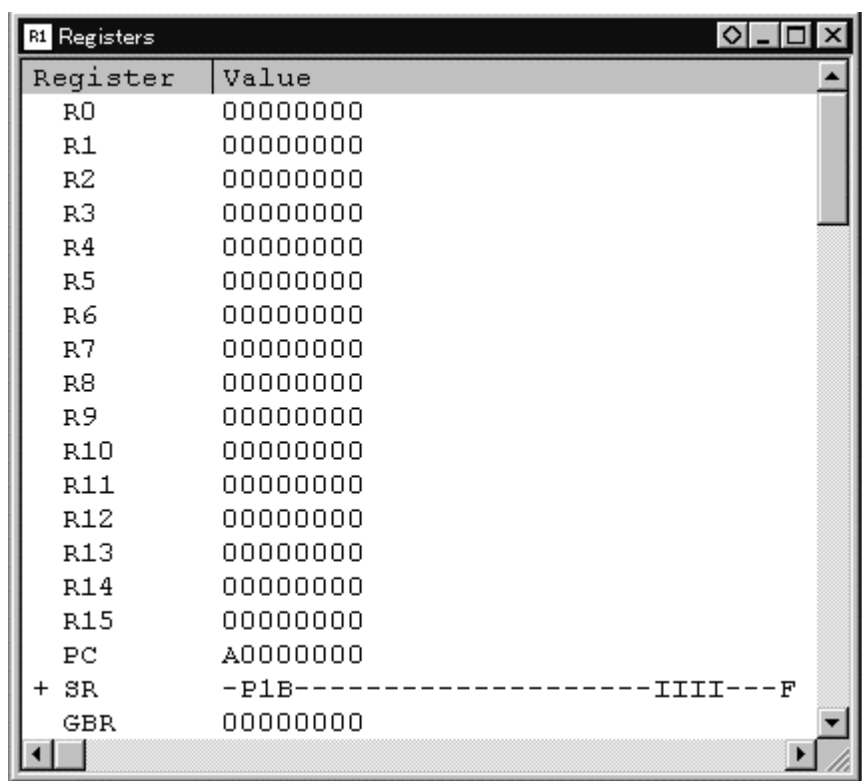 R1 Registers
Register Value
R0 00000000
R1 00000000
R2 00000000
R3 00000000
R4 00000000
R5 00000000
R6 00000000
R7 00000000
R8 00000000
R9 00000000
R10 00000000
R11 00000000
R12 00000000
R13 00000000
R14 00000000
R15 00000000
PC A0000000
+ SR -P1B--------------------IIII---F
GBR 00000000